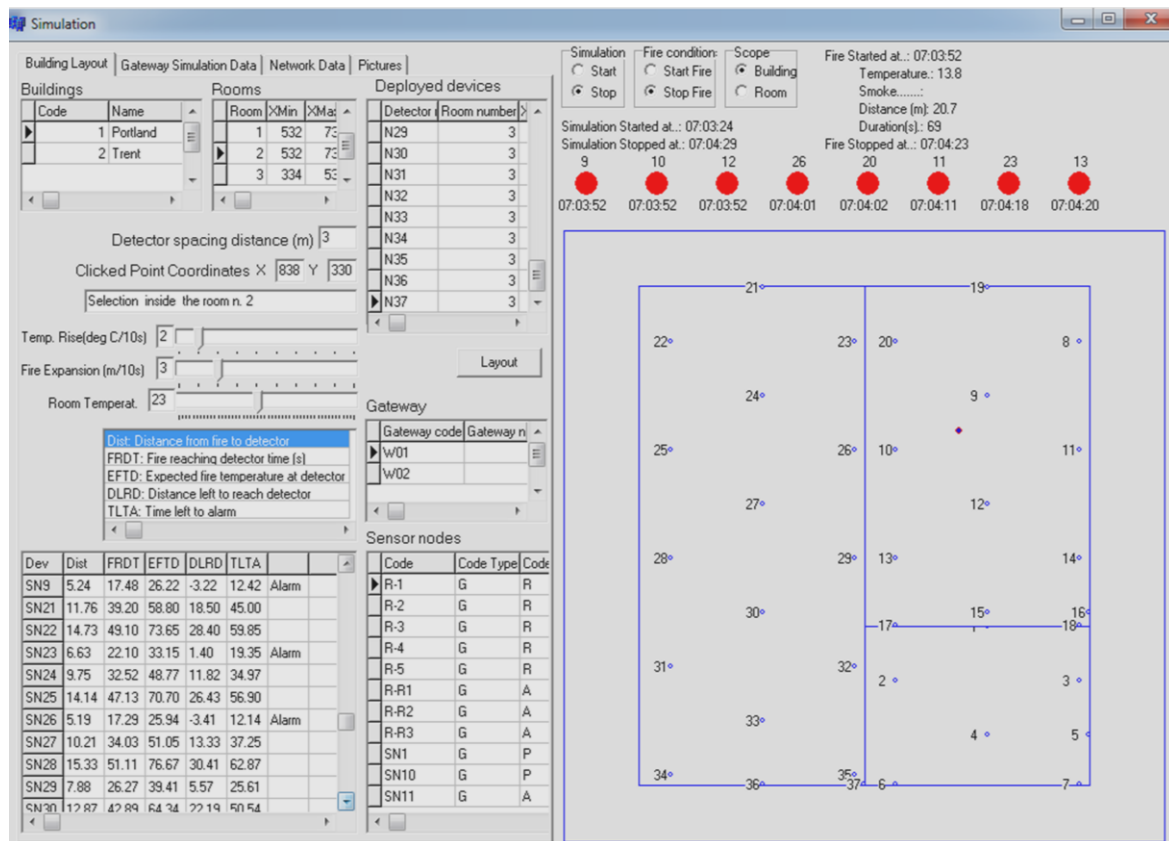 Simulation
Building Layout Gateway Simulation Data Network Data Pictures
Buildings
Code Name
1 Portland
2 Trent
Rooms
Room XMin
1 532
2 532
3 334
Detector spacing distance (m) 3
Clicked Point Coordinates X 838 Y 330
Selection inside the room n. 2
Temp. Rise(deg C/10s) 2
Fire Expansion (m/10s) 3
Room Temperat. 23
Dist: Distance from fire to detector
FRDT: Fire reaching detector time (s)
EFTD: Expected fire temperature at detector
DLRD: Distance left to reach detector
TLTA: Time left to alarm
Dev Dist FRDT EFTD DLRD TLTA
SN9 5.24 17.48 26.22 -3.22 12.42 Alarm
SN21 11.76 39.20 58.80 18.50 45.00
SN22 14.73 49.10 73.65 28.40 59.85
SN23 6.63 22.10 33.15 1.40 19.35 Alarm
SN24 9.75 32.52 48.77 11.82 34.97
SN25 14.14 47.13 70.70 26.43 56.90
SN26 5.19 17.29 25.94 -3.41 12.14 Alarm
SN27 10.21 34.03 51.05 13.33 37.25
SN28 15.33 51.11 76.67 30.41 62.87
SN29 7.88 26.27 39.41 5.57 25.61
SN30 12.87 42.89 64.34 22.19 50.54
Deployed devices
Detector Room number
N29 3
N30 3
N31 3
N32 3
N33 3
N34 3
N35 3
N36 3
N37 3
Layout
Gateway
Gateway code Gateway n
W01
W02
Sensor nodes
Code Code Type Code
R-1 G R
R-2 G R
R-3 G R
R-4 G R
R-5 G R
R-R1 G A
R-R2 G A
R-R3 G A
SN1 G P
SN10 G P
SN11 G A
Simulation
Start
Stop
Fire condition:
Start Fire
Stop Fire
Scope
Building
Room
Fire Started at..: 07:03:52
Temperature.: 13.8
Smoke.......:
Distance (m): 20.7
Duration(s).: 69
Simulation Started at..: 07:03:24
Simulation Stopped at.: 07:04:29
Fire Stopped at..: 07:04:23
9 10 12 26 20 11 23 13
07:03:52 07:03:52 07:03:52 07:04:01 07:04:02 07:04:11 07:04:18 07:04:20
21 19
22 23 20 8
24 9
25 26 10 11
27 12
28 29 13 14
30 15 16
17 18
31 32 2 3
33 4 5
34 35
36 37 6 7